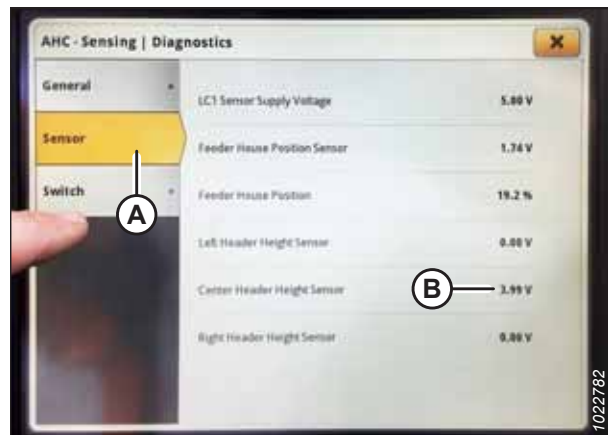 AHC - Sensing | Diagnostics
General
Sensor
Switch
A
LC1 Sensor Supply Voltage 5.00 V
Feeder House Position Sensor 1.74 V
Feeder House Position 19.2 %
Left Header Height Sensor 0.00 V
Center Header Height Sensor B 3.99 V
Right Header Height Sensor 0.00 V
1022782